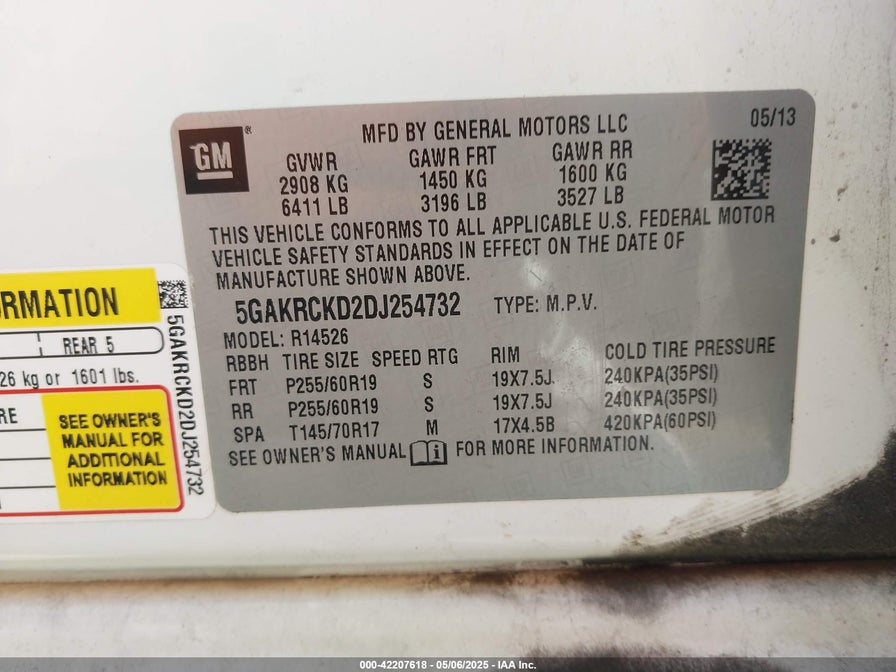 GM
®
MFD BY GENERAL MOTORS LLC
05/13
GVWR GAWR FRT GAWR RR
2908 KG 1450 KG 1600 KG
6411 LB 3196 LB 3527 LB
THIS VEHICLE CONFORMS TO ALL APPLICABLE U.S. FEDERAL MOTOR
VEHICLE SAFETY STANDARDS IN EFFECT ON THE DATE OF
MANUFACTURE SHOWN ABOVE.
5GAKRCKD2DJ254732 TYPE: M.P.V.
MODEL: R14526
RBBH TIRE SIZE SPEED RTG RIM COLD TIRE PRESSURE
FRT P255/60R19 S 19X7.5J 240KPA(35PSI)
RR P255/60R19 S 19X7.5J 240KPA(35PSI)
SPA T145/70R17 M 17X4.5B 420KPA(60PSI)
SEE OWNER'S MANUAL FOR MORE INFORMATION.
RMATION
REAR 5
26 kg or 1601 lbs.
RE
SEE OWNER'S
MANUAL FOR
ADDITIONAL
INFORMATION
5GAKRCKD2DJ254732
000-42207618 - 05/06/2025 - IAA Inc.